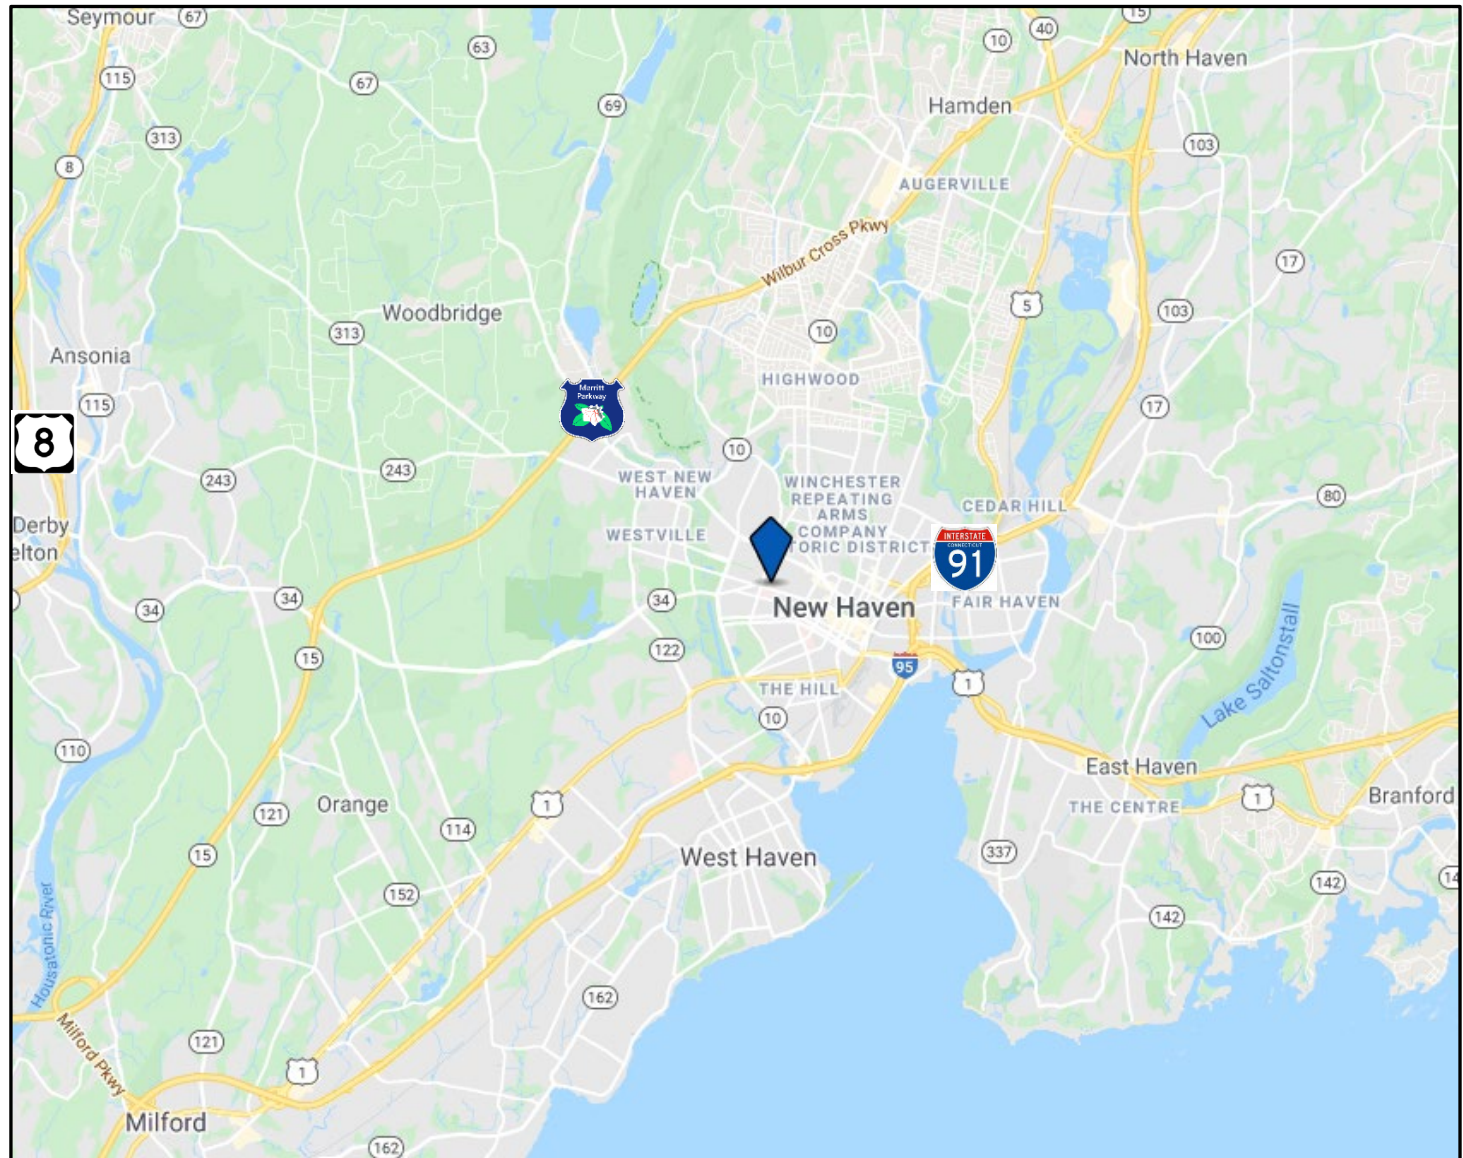 Seymour
67
15
63
10
40
North Haven
115
67
69
Hamden
313
103
8
AUGERVILLE
Wilbur Cross Pkwy
17
5
103
Woodbridge
313
10
Ansonia
HIGHWOOD
Merritt
Parkway
115
17
8
10
243
243
WEST NEW
HAVEN
WINCHESTER
REPEATING
ARMS
COMPANY
TORIC DISTRICT
CEDAR HILL
80
Derby
elton
WESTVILLE
INTERSTATE
CONNECTICUT
91
34
34
34
New Haven
FAIR HAVEN
15
122
100
95
1
Lake Saltonstall
THE HILL
10
110
East Haven
Orange
1
121
114
THE CENTRE
1
Branford
15
West Haven
337
152
142
14
142
Housatonic River
162
Milford Pkwy
121
1
Milford
162